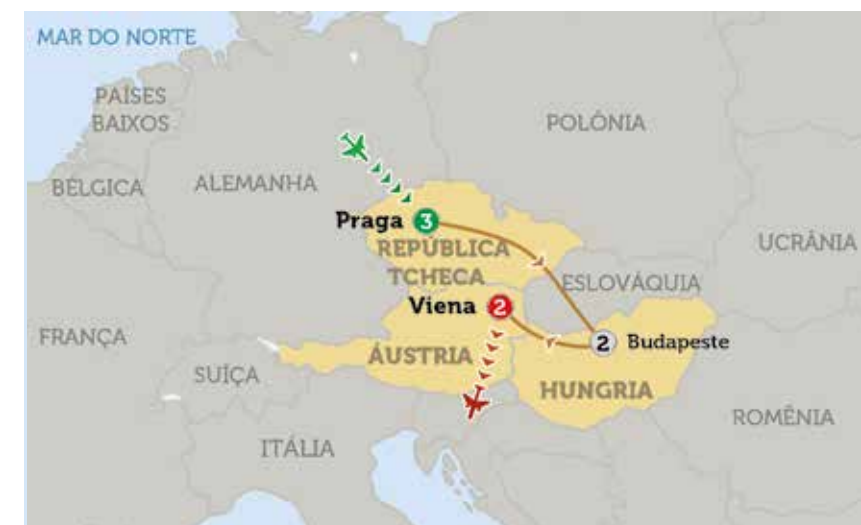 MAR DO NORTE
PAÍSES
BAIXOS
POLÔNIA
BÉLGICA
ALEMANHA
Praga 3
REPÚBLICA
TCHECA
UCRÂNIA
ESLOVÁQUIA
Viena 2
FRANÇA
2 Budapeste
ÁUSTRIA
SUÍÇA
HUNGRIA
ROMÊNIA
ITÁLIA